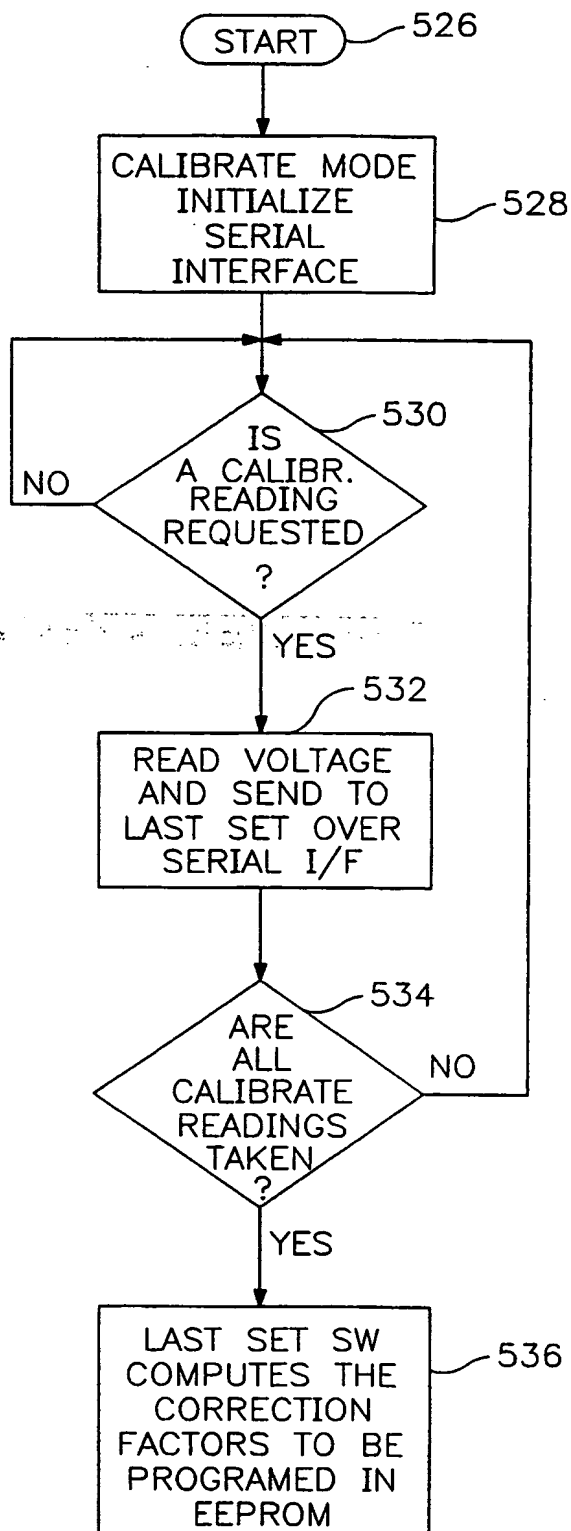 START
526
CALIBRATE MODE
INITIALIZE
SERIAL
INTERFACE
528
530
IS
A CALIBR.
READING
REQUESTED
?
NO
YES
532
READ VOLTAGE
AND SEND TO
LAST SET OVER
SERIAL I/F
534
ARE
ALL
CALIBRATE
READINGS
TAKEN
?
NO
YES
LAST SET SW
COMPUTES THE
CORRECTION
FACTORS TO BE
PROGRAMED IN
EEPROM
536